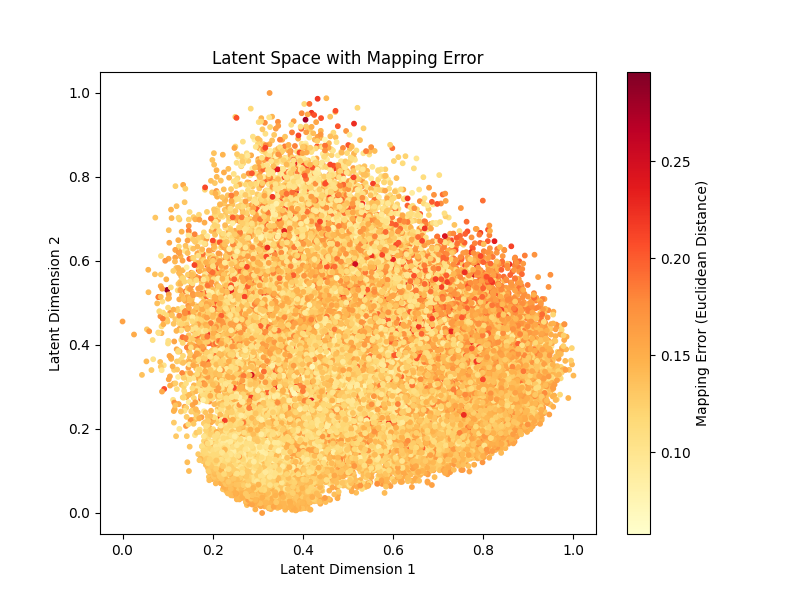 Latent Space with Mapping Error
1.0
0.8
0.6
0.4
0.2
0.0
Latent Dimension 2
0.0 0.2 0.4 0.6 0.8 1.0
Latent Dimension 1
0.25
0.20
0.15
0.10
Mapping Error (Euclidean Distance)